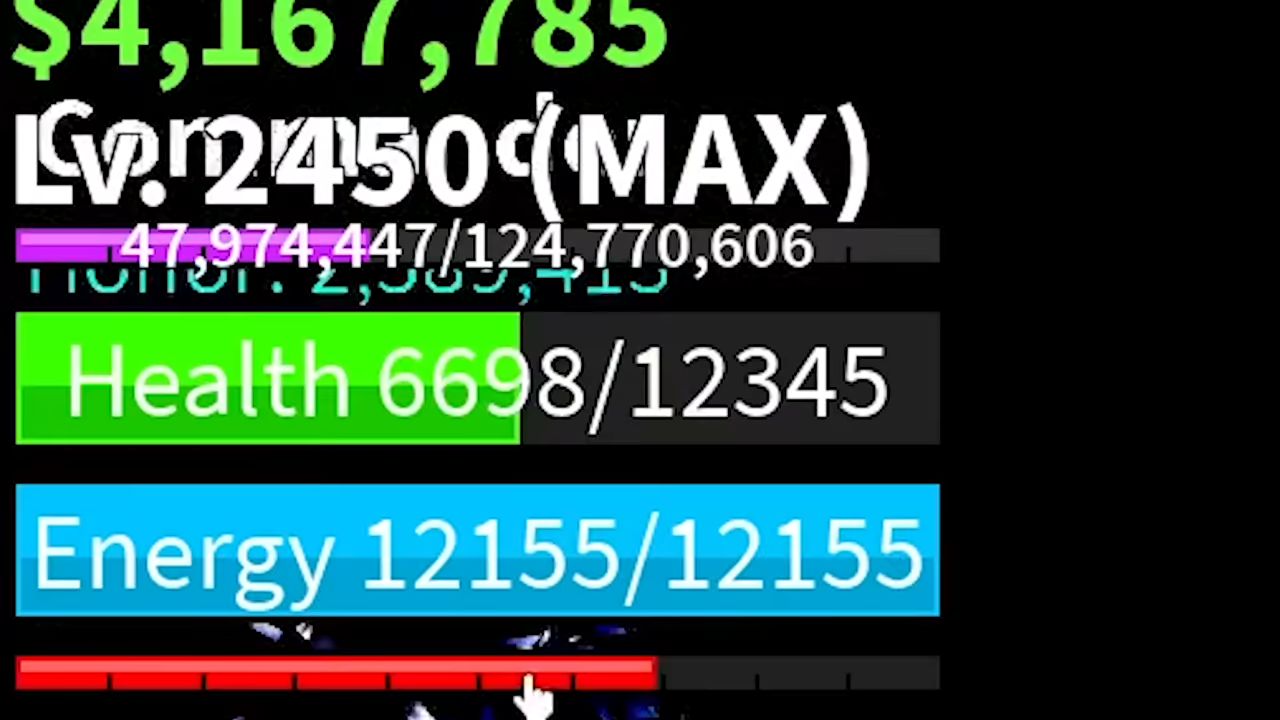 $4,167,785
Lv. 2450 (MAX)
47,974,447/124,770,606
Health 6698/12345
Energy 12155/12155